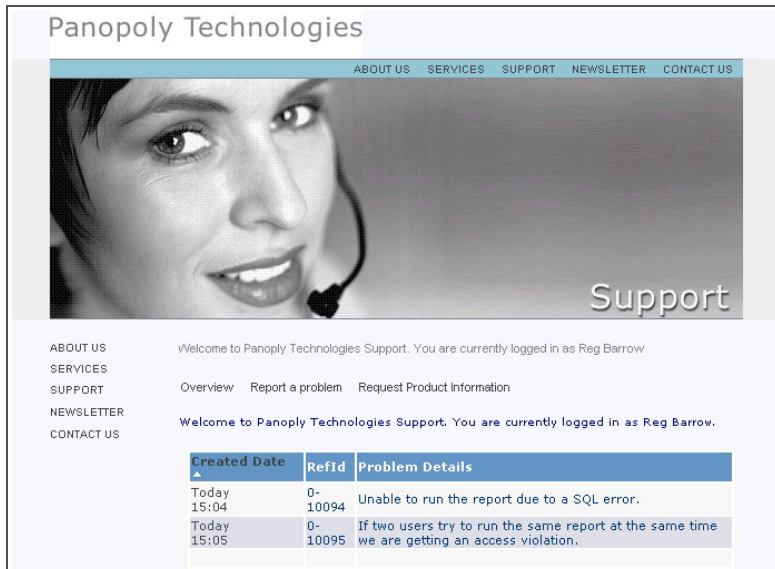 Panopoly Technologies
ABOUT US SERVICES SUPPORT NEWSLETTER CONTACT US
Support
ABOUT US
SERVICES
SUPPORT
NEWSLETTER
CONTACT US
Welcome to Panoply Technologies Support. You are currently logged in as Reg Barrow
Overview Report a problem Request Product Information
Welcome to Panoply Technologies Support. You are currently logged in as Reg Barrow.
Created Date RefId Problem Details
Today
15:04
0-
10094
Unable to run the report due to a SQL error.
Today
15:05
0-
10095
If two users try to run the same report at the same time
we are getting an access violation.